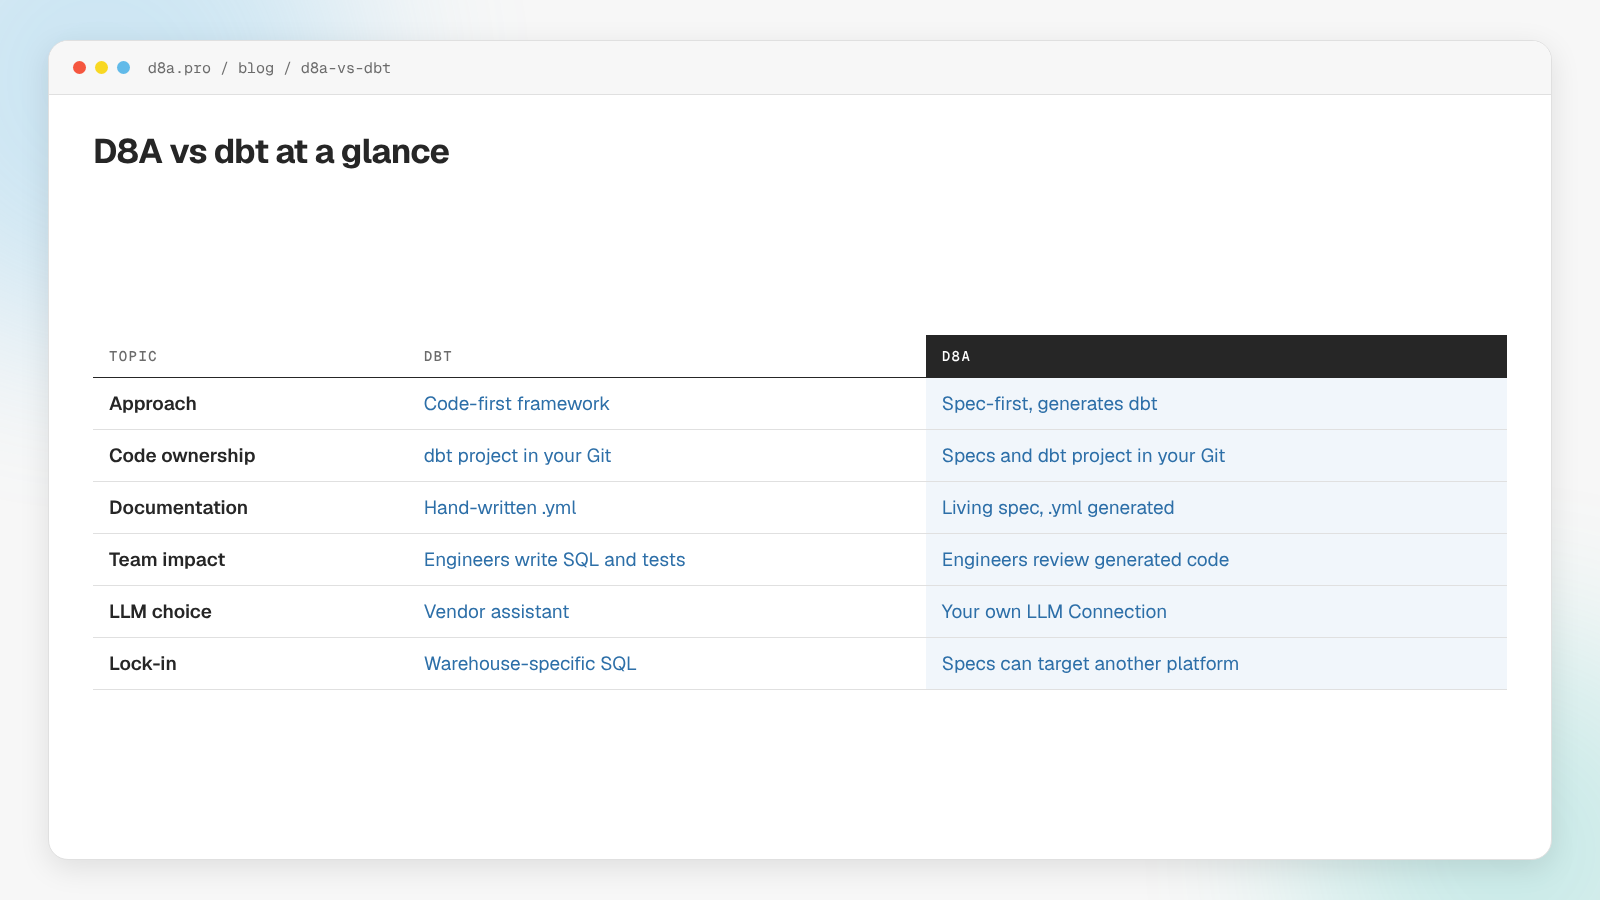 d8a.pro / blog / d8a-vs-dbt
D8A vs dbt at a glance
TOPIC DBT D8A
Approach Code-first framework Spec-first, generates dbt
Code ownership dbt project in your Git Specs and dbt project in your Git
Documentation Hand-written .yml Living spec, .yml generated
Team impact Engineers write SQL and tests Engineers review generated code
LLM choice Vendor assistant Your own LLM Connection
Lock-in Warehouse-specific SQL Specs can target another platform